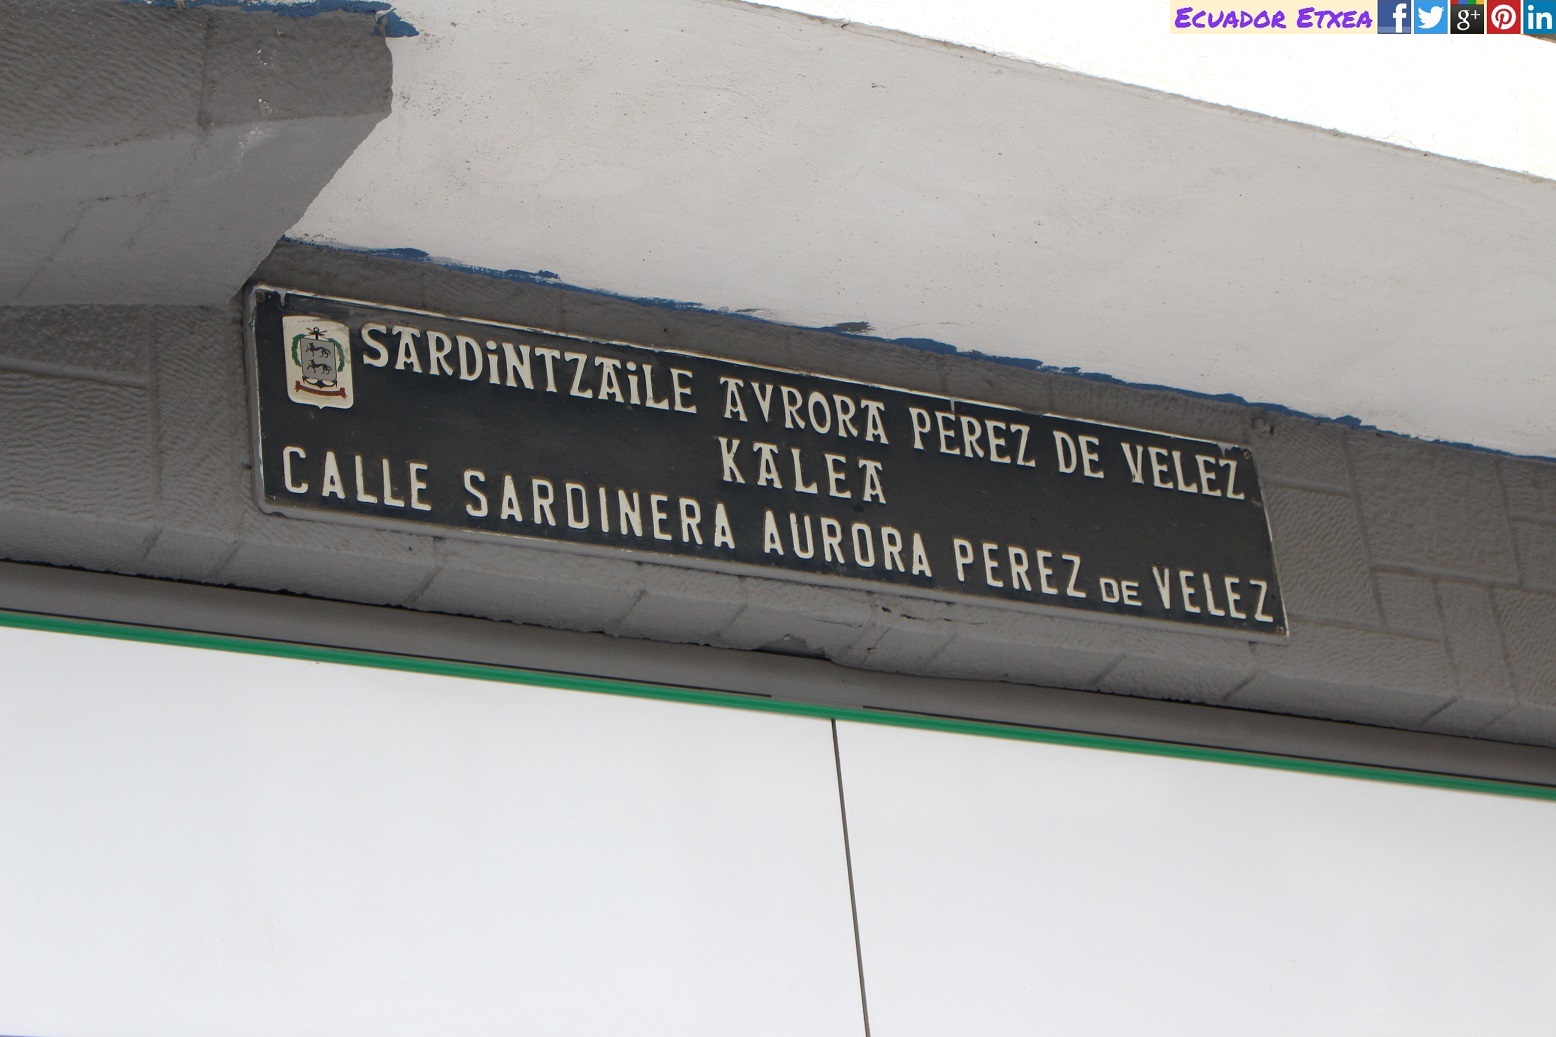 ECUADOR ETXEA
SARDiNTZAiLE AVRORA PEREZ DE VELEZ
KALEA
CALLE SARDINERA AURORA PEREZ DE VELEZ